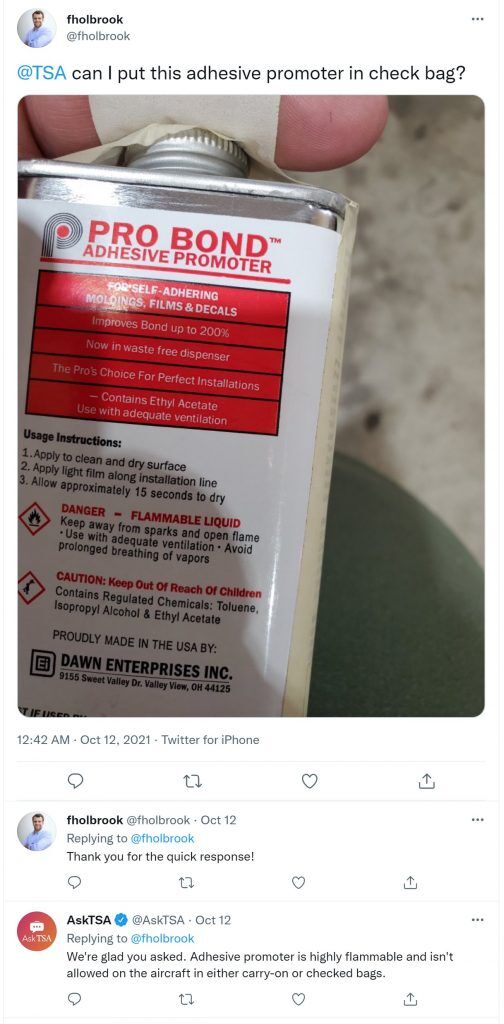 fholbrook
@fholbrook
@TSA can I put this adhesive promoter in check bag?
PRO BOND™
ADHESIVE PROMOTER
FOR SELF-ADHERING
MOLDINGS, FILMS & DECALS
Improves Bond up to 200%
Now in waste free dispenser
The Pro's Choice For Perfect Installations
— Contains Ethyl Acetate
Use with adequate ventilation
Usage Instructions:
1. Apply to clean and dry surface
2. Apply light film along installation line
3. Allow approximately 15 seconds to dry
DANGER – FLAMMABLE LIQUID
Keep away from sparks and open flame
• Use with adequate ventilation • Avoid
prolonged breathing of vapors
CAUTION: Keep Out Of Reach Of Children
Contains Regulated Chemicals: Toluene,
Isopropyl Alcohol & Ethyl Acetate
PROUDLY MADE IN THE USA BY:
DAWN ENTERPRISES INC.
9155 Sweet Valley Dr. Valley View, OH 44125
IF USED
12:42 AM · Oct 12, 2021 · Twitter for iPhone
fholbrook @fholbrook · Oct 12
Replying to @fholbrook
Thank you for the quick response!
AskTSA @AskTSA · Oct 12
AskTSA
Replying to @fholbrook
We're glad you asked. Adhesive promoter is highly flammable and isn't
allowed on the aircraft in either carry-on or checked bags.